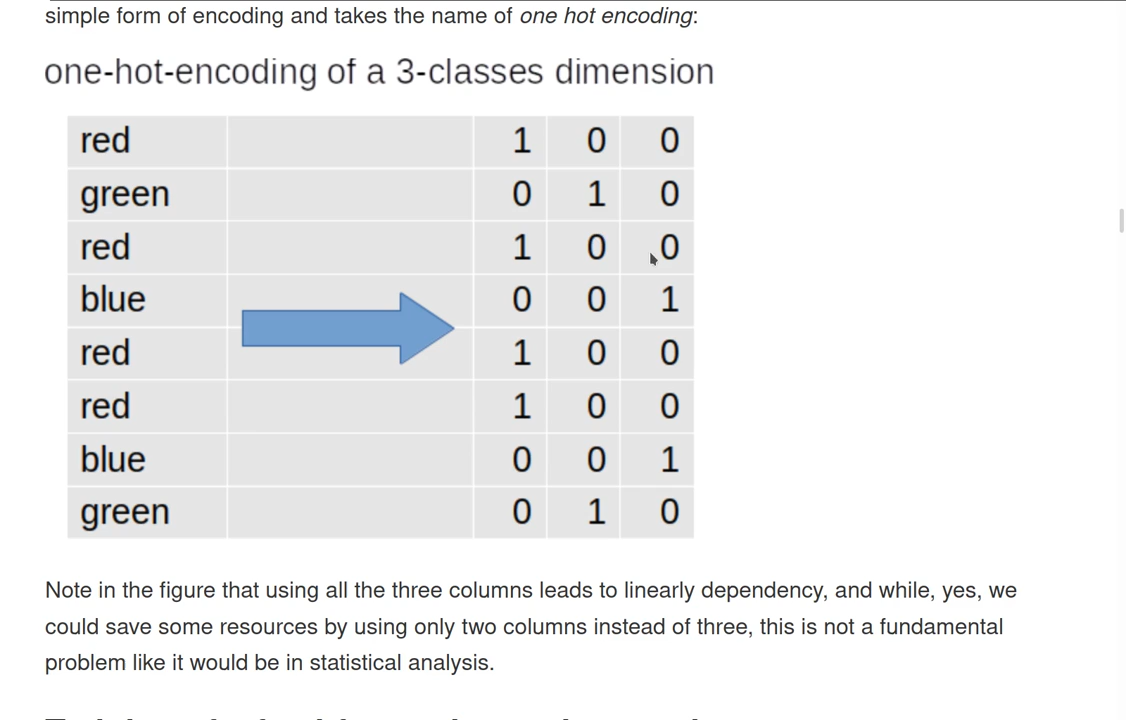 simple form of encoding and takes the name of one hot encoding:
one-hot-encoding of a 3-classes dimension
red 1 0 0
green 0 1 0
red 1 0 0
blue 0 0 1
red 1 0 0
red 1 0 0
blue 0 0 1
green 0 1 0
Note in the figure that using all the three columns leads to linearly dependency, and while, yes, we
could save some resources by using only two columns instead of three, this is not a fundamental
problem like it would be in statistical analysis.